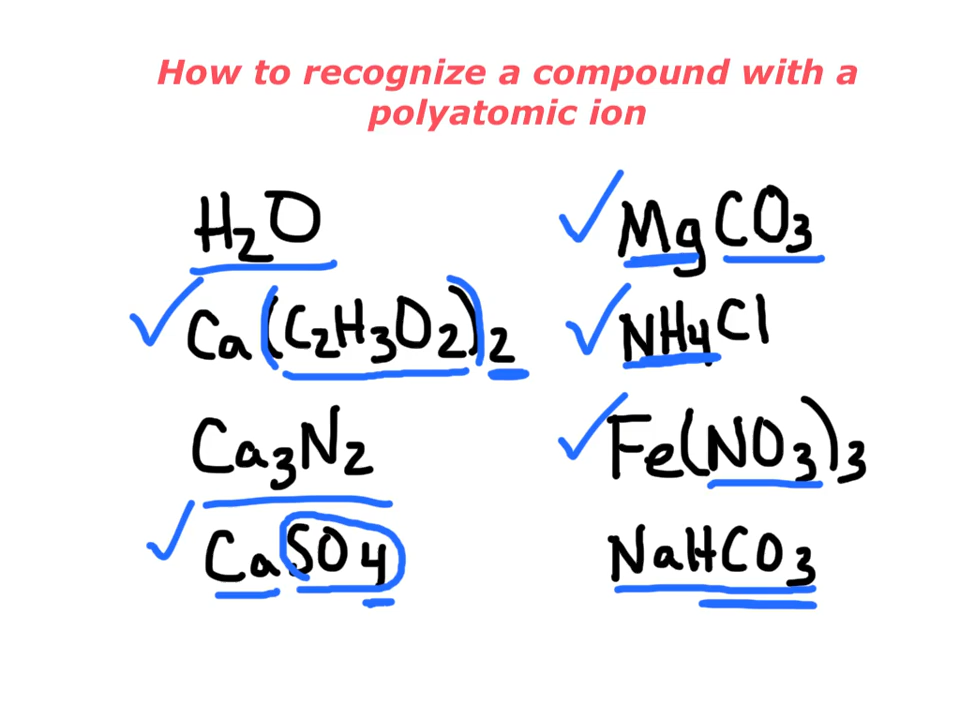 How to recognize a compound with a
polyatomic ion
H2O
Ca(C2H3O2)2
Ca3N2
CaSO4
MgCO3
NH4Cl
Fe(NO3)3
NaHCO3